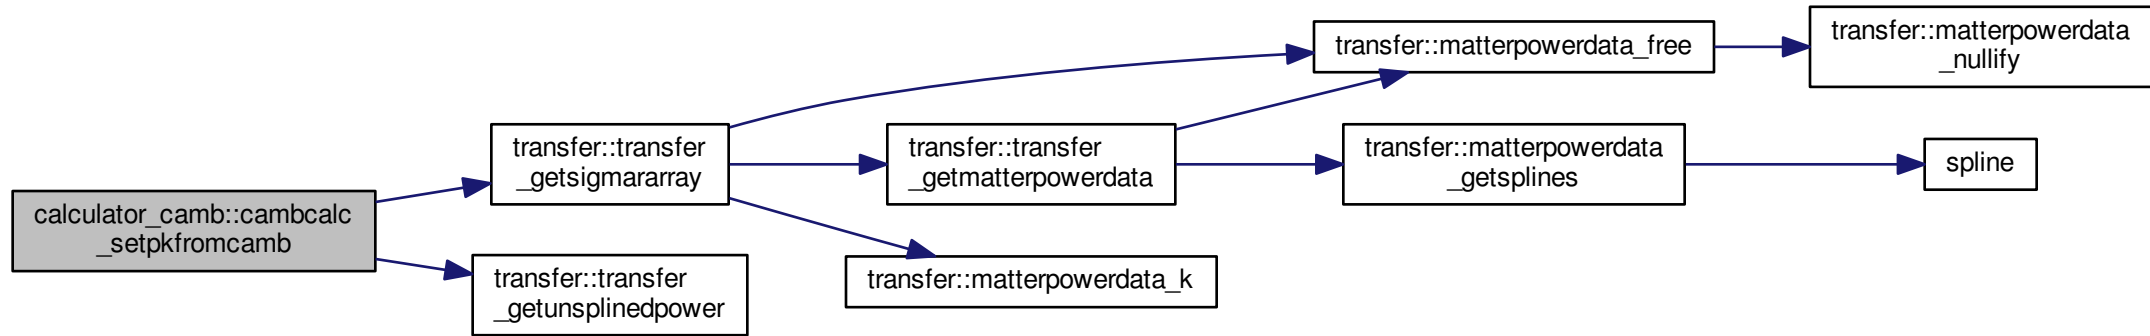 calculator_camb::cambcalc
_setpkfromcamb
transfer::transfer
_getsigmararray
transfer::transfer
_getunsplinedpower
transfer::matterpowerdata_free
transfer::transfer
_getmatterpowerdata
transfer::matterpowerdata_k
transfer::matterpowerdata
_nullify
transfer::matterpowerdata
_getsplines
spline